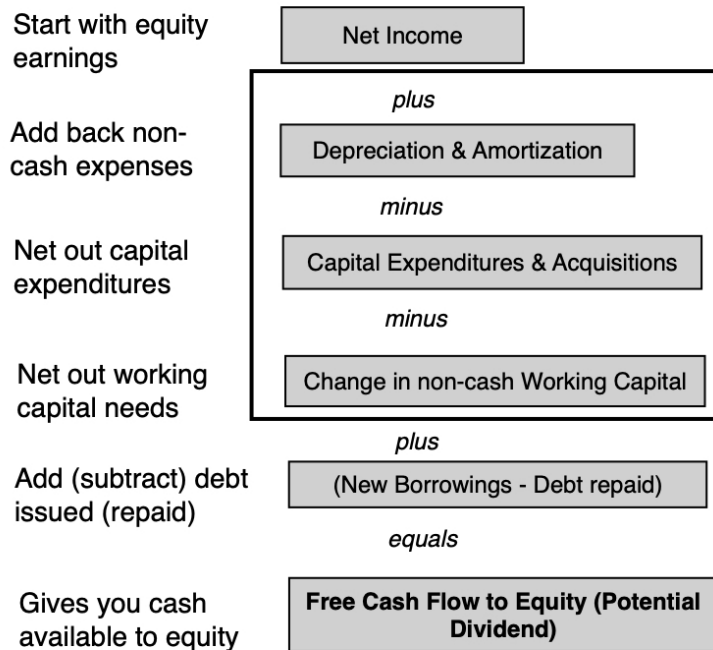 Start with equity
earnings
Net Income
plus
Add back non-
cash expenses
Depreciation & Amortization
minus
Net out capital
expenditures
Capital Expenditures & Acquisitions
minus
Net out working
capital needs
Change in non-cash Working Capital
plus
Add (subtract) debt
issued (repaid)
(New Borrowings - Debt repaid)
equals
Gives you cash
available to equity
Free Cash Flow to Equity (Potential
Dividend)